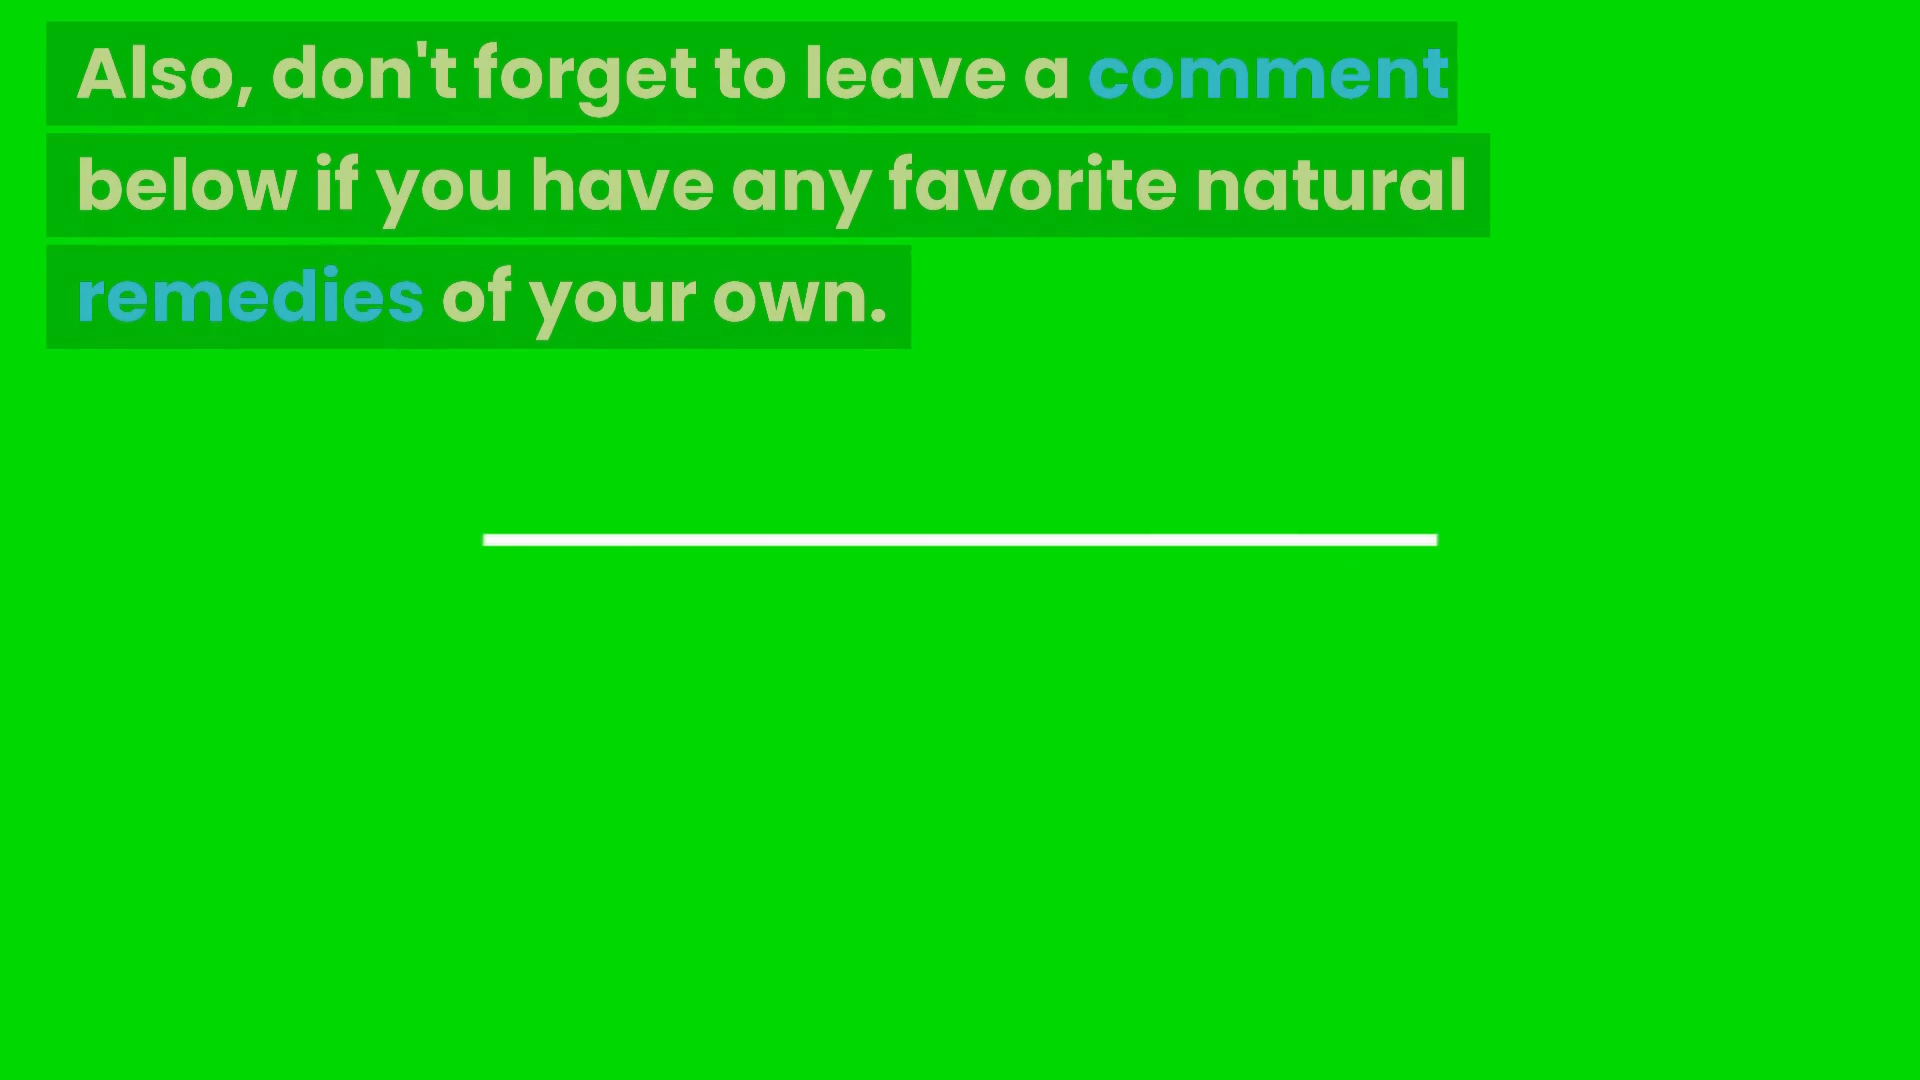 Also, don't forget to leave a comment
below if you have any favorite natural
remedies of your own.